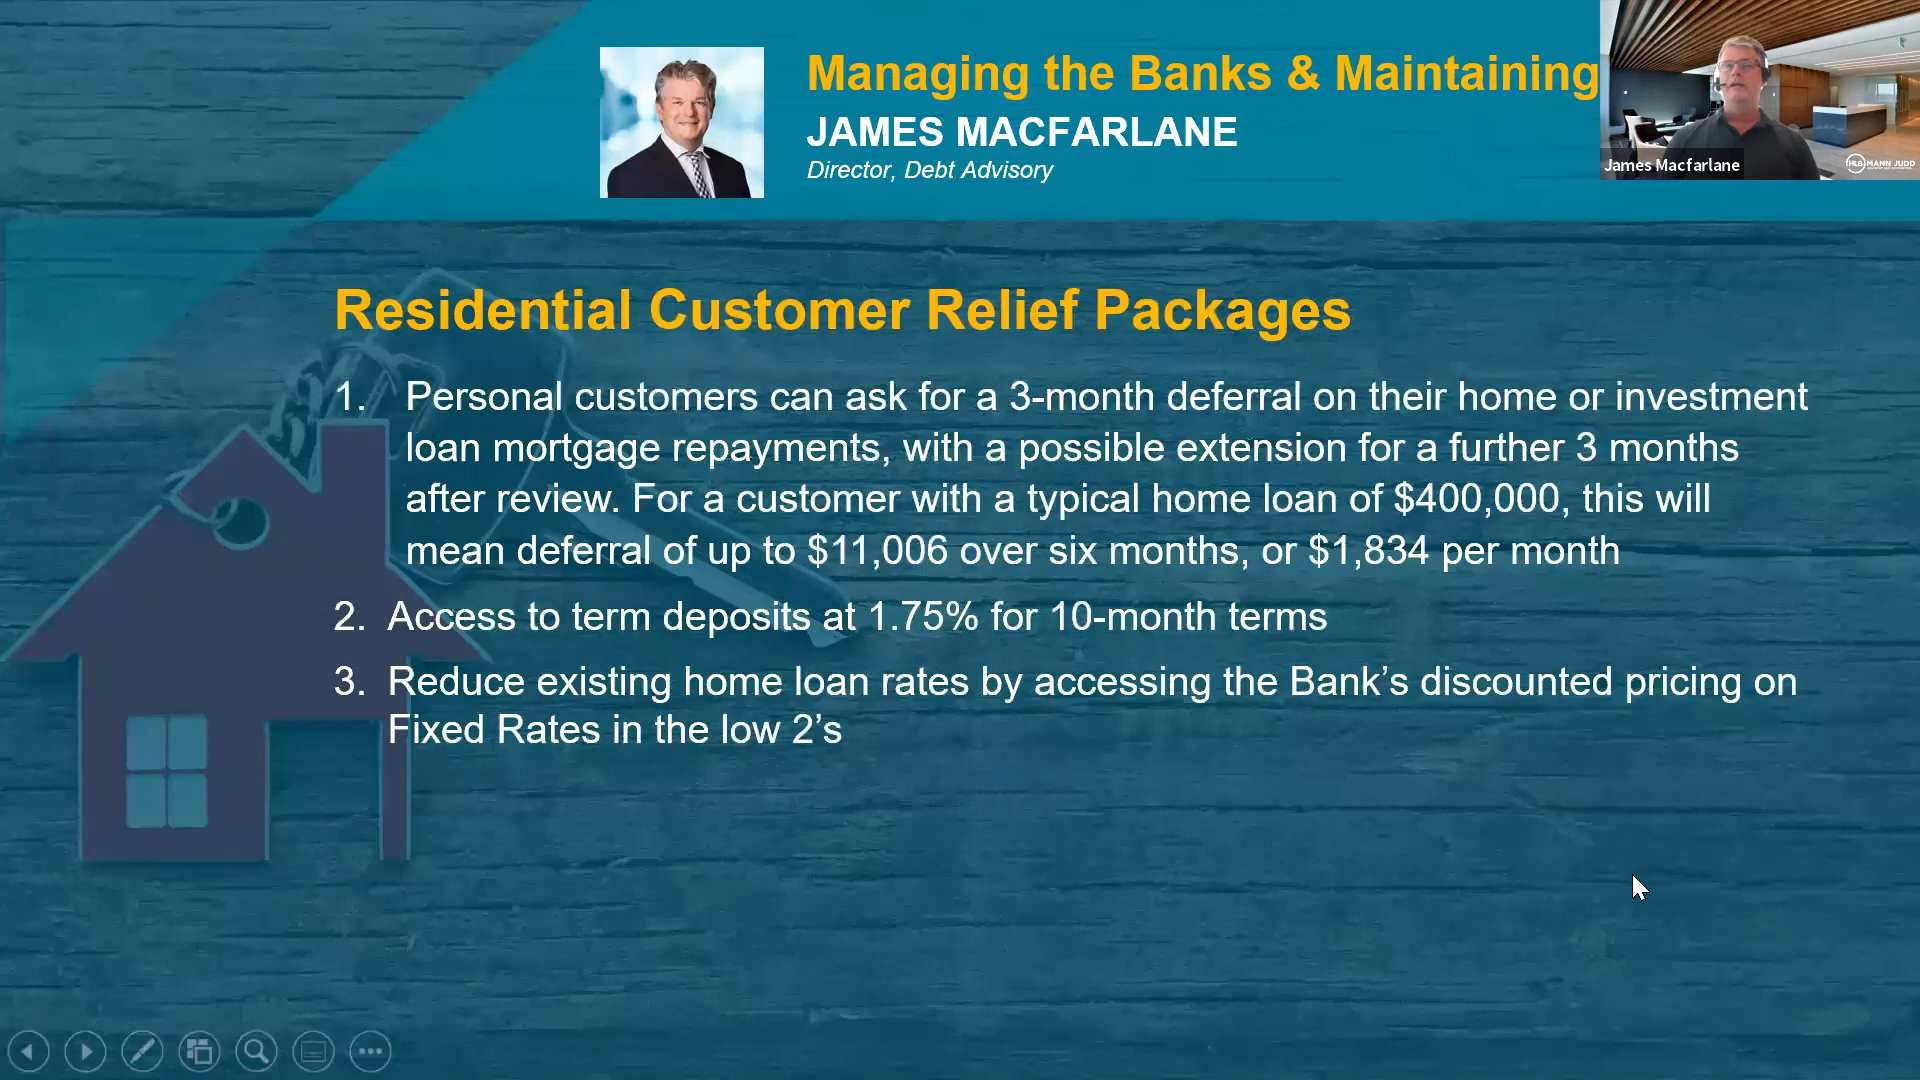 Managing the Banks & Maintaining
JAMES MACFARLANE
Director, Debt Advisory
James Macfarlane
HLB MANN JUDD
Residential Customer Relief Packages
1. Personal customers can ask for a 3-month deferral on their home or investment
loan mortgage repayments, with a possible extension for a further 3 months
after review. For a customer with a typical home loan of $400,000, this will
mean deferral of up to $11,006 over six months, or $1,834 per month
2. Access to term deposits at 1.75% for 10-month terms
3. Reduce existing home loan rates by accessing the Bank’s discounted pricing on
Fixed Rates in the low 2’s